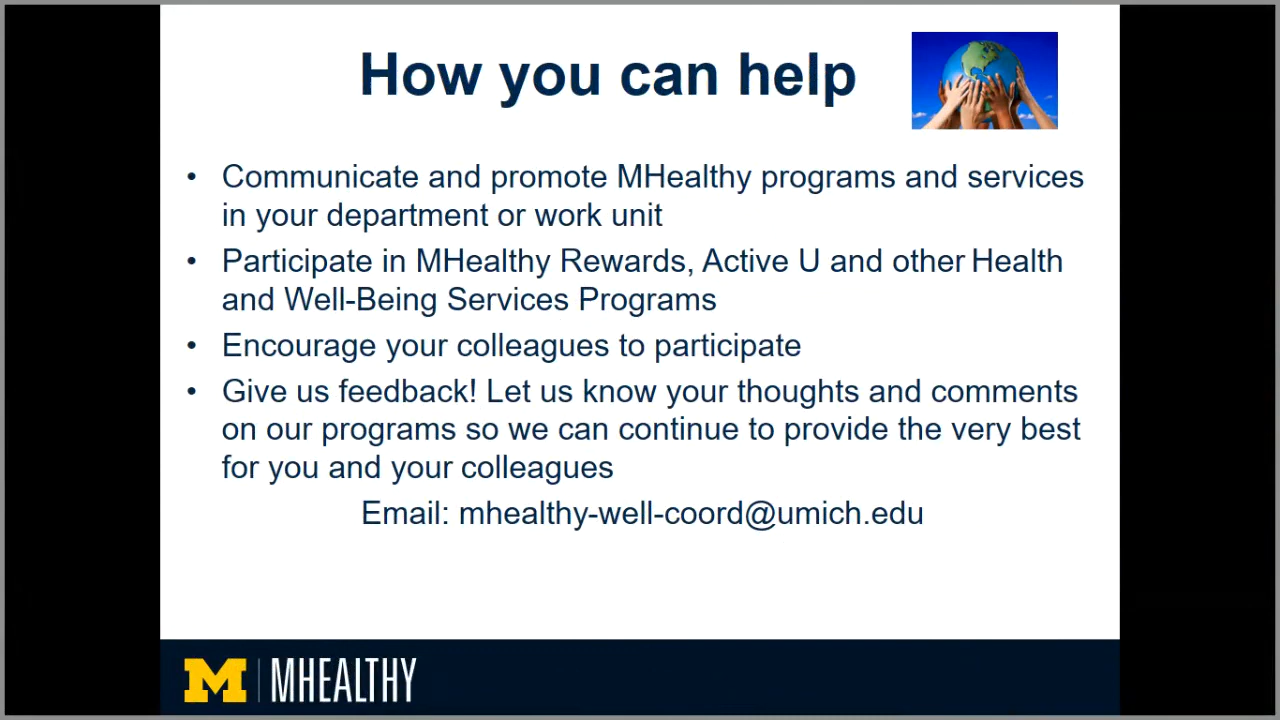 How you can help
• Communicate and promote MHealthy programs and services
in your department or work unit
• Participate in MHealthy Rewards, Active U and other Health
and Well-Being Services Programs
• Encourage your colleagues to participate
• Give us feedback! Let us know your thoughts and comments
on our programs so we can continue to provide the very best
for you and your colleagues
Email: mhealthy-well-coord@umich.edu
M | MHEALTHY